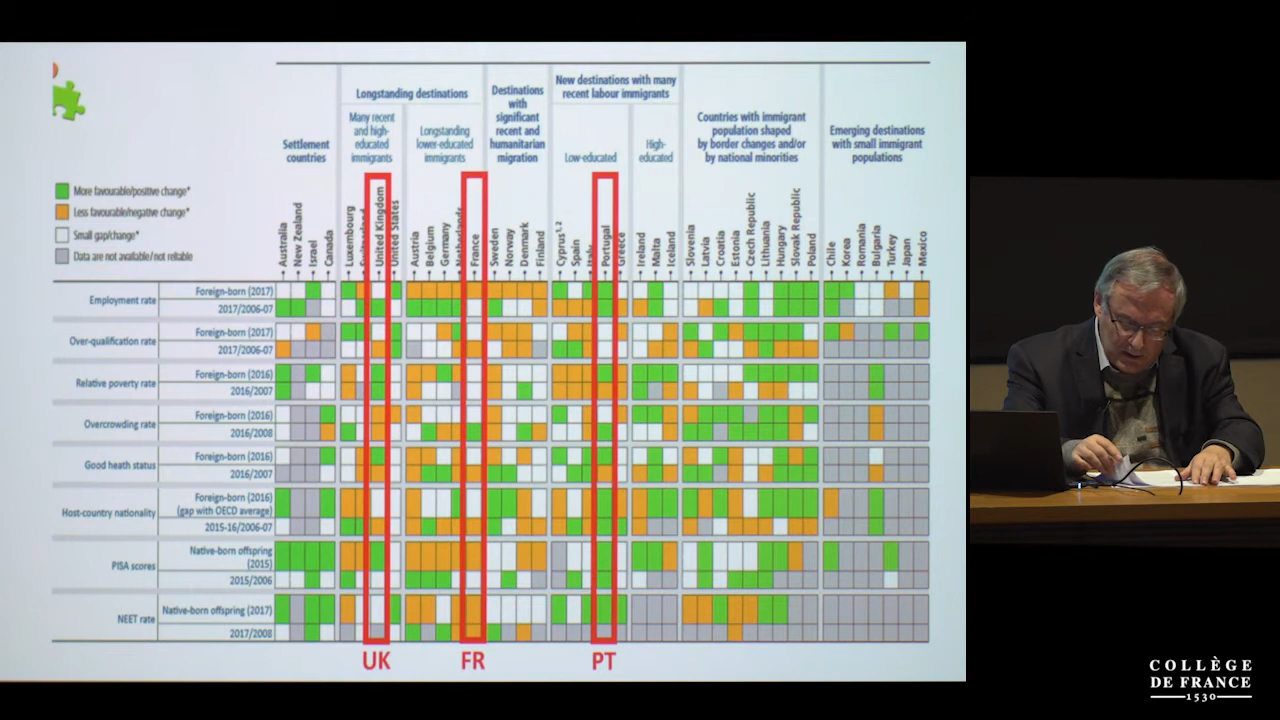 Longstanding destinations
Destinations
with
significant
recent and
humanitarian
migration
New destinations with many
recent labour immigrants
Settlement
countries
Many recent
and high-
educated
immigrants
Longstanding
lower-educated
immigrants
Low-educated
High-
educated
Countries with immigrant
population shaped
by border changes and/or
by national minorities
Emerging destinations
with small immigrant
populations
More favourable/positive change*
Less favourable/negative change*
Small gap/change*
Data are not available/not reliable
Australia
New Zealand
Israel
Canada
Luxembourg
United Kingdom
United States
Austria
Belgium
Germany
Netherlands
France
Sweden
Norway
Denmark
Finland
Cyprus1,2
Spain
Italy
Portugal
Greece
Ireland
Malta
Iceland
Slovenia
Latvia
Croatia
Estonia
Czech Republic
Lithuania
Hungary
Slovak Republic
Poland
Chile
Korea
Romania
Bulgaria
Turkey
Japan
Mexico
Employment rate
Foreign-born (2017)
2017/2006-07
Over-qualification rate
Foreign-born (2017)
2017/2006-07
Relative poverty rate
Foreign-born (2016)
2016/2007
Overcrowding rate
Foreign-born (2016)
2016/2008
Good heath status
Foreign-born (2016)
2016/2007
Host-country nationality
Foreign-born (2016)
(gap with OECD average)
2015-16/2006-07
PISA scores
Native-born offspring
(2015)
2015/2006
NEET rate
Native-born offspring (2017)
2017/2008
UK
FR
PT
COLLÈGE
DE FRANCE
1530